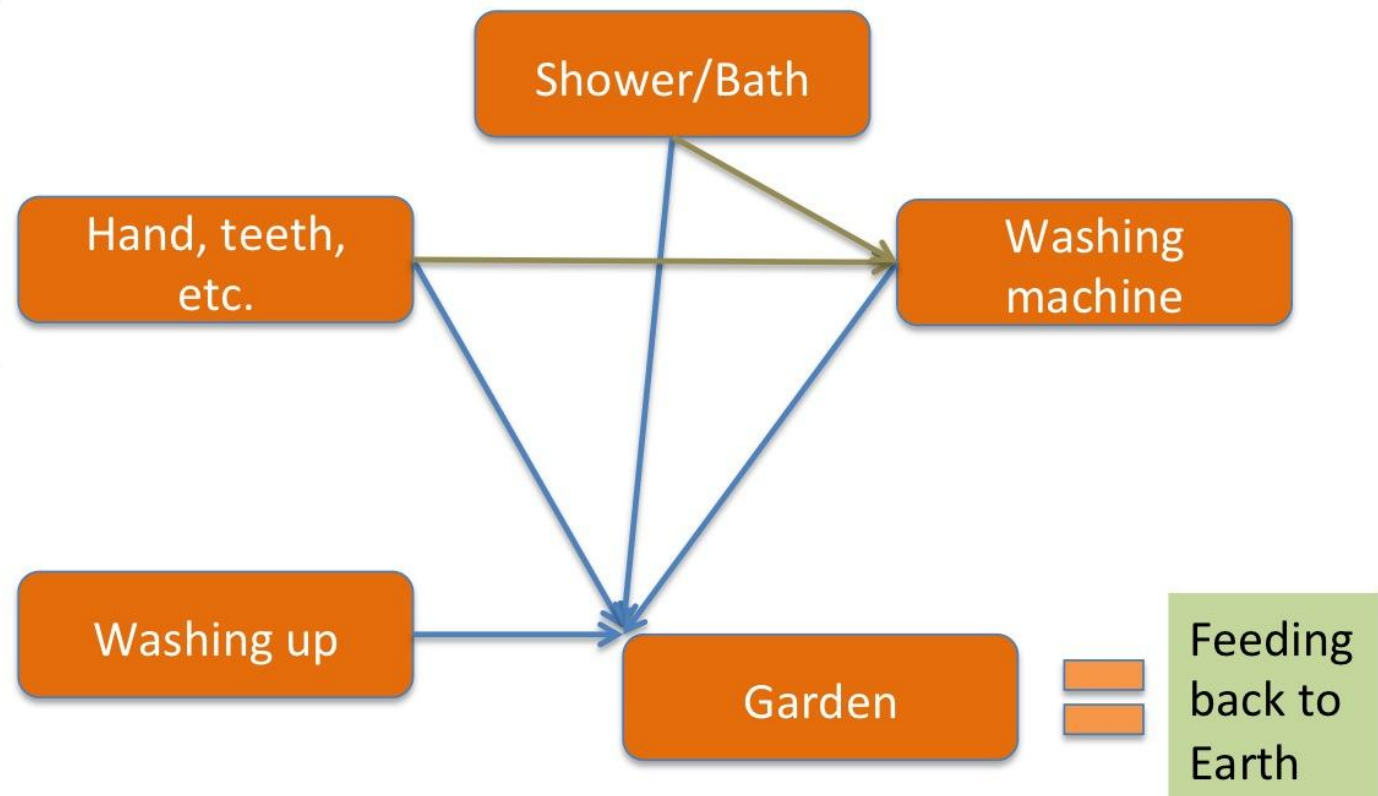 Shower/Bath
Hand, teeth,
etc.
Washing
machine
Washing up
Garden
Feeding
back to
Earth